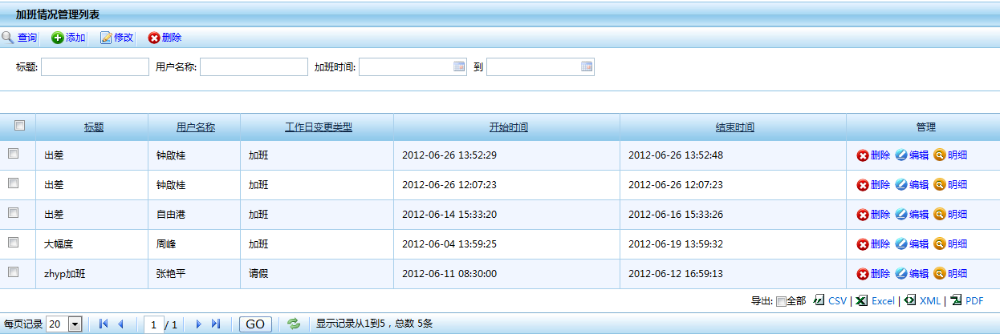 加班情况管理列表
查询 添加 修改 删除
标题: 用户名称: 加班时间: 到
标题 用户名称 工作日变更类型 开始时间 结束时间 管理
出差 钟啟桂 加班 2012-06-26 13:52:29 2012-06-26 13:52:48 删除 编辑 明细
出差 钟啟桂 加班 2012-06-26 12:07:23 2012-06-26 12:07:23 删除 编辑 明细
出差 自由港 加班 2012-06-14 15:33:20 2012-06-16 15:33:26 删除 编辑 明细
大幅度 周峰 加班 2012-06-04 13:59:25 2012-06-19 13:59:32 删除 编辑 明细
zhyp加班 张艳平 请假 2012-06-11 08:30:00 2012-06-12 16:59:13 删除 编辑 明细
导出: 全部 CSV | Excel | XML | PDF
每页记录 20 1 / 1 GO 显示记录从1到5，总数 5条